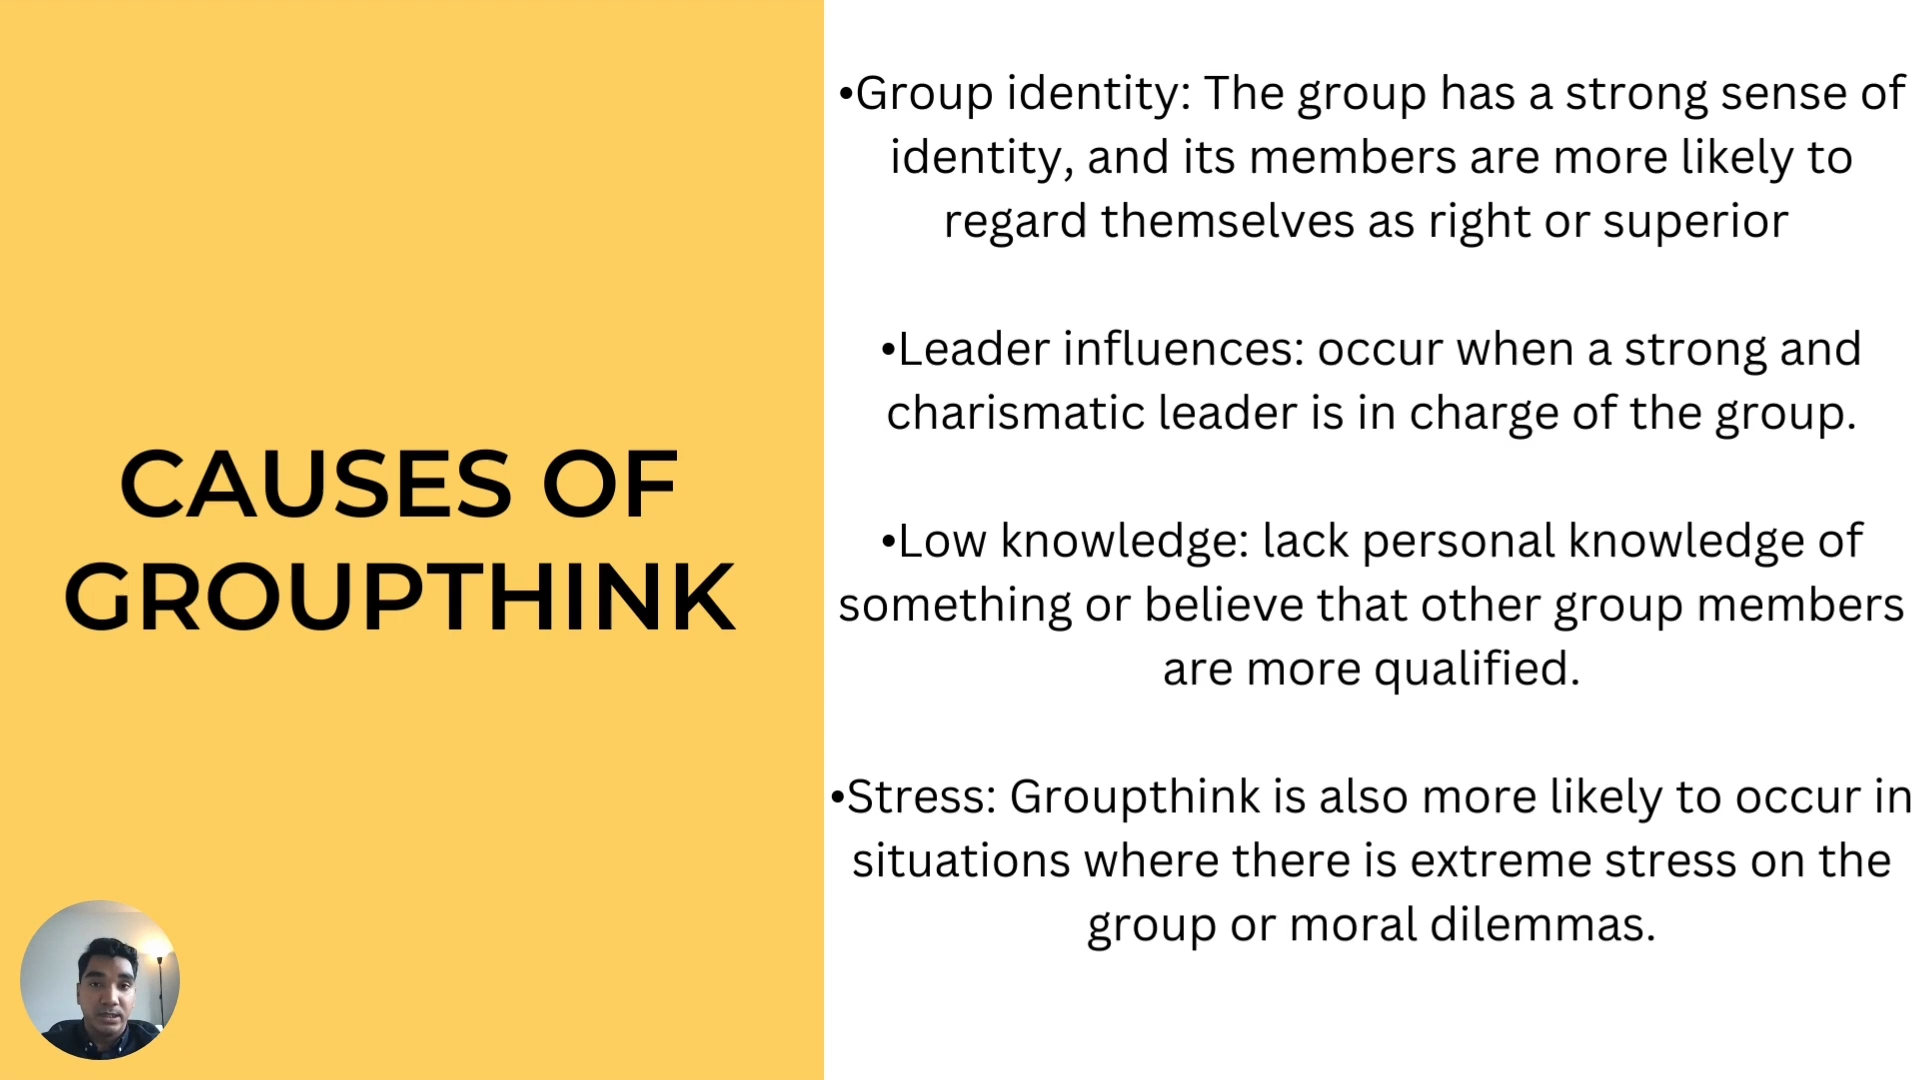 CAUSES OF
GROUPTHINK
•Group identity: The group has a strong sense of
identity, and its members are more likely to
regard themselves as right or superior
•Leader influences: occur when a strong and
charismatic leader is in charge of the group.
•Low knowledge: lack personal knowledge of
something or believe that other group members
are more qualified.
•Stress: Groupthink is also more likely to occur in
situations where there is extreme stress on the
group or moral dilemmas.